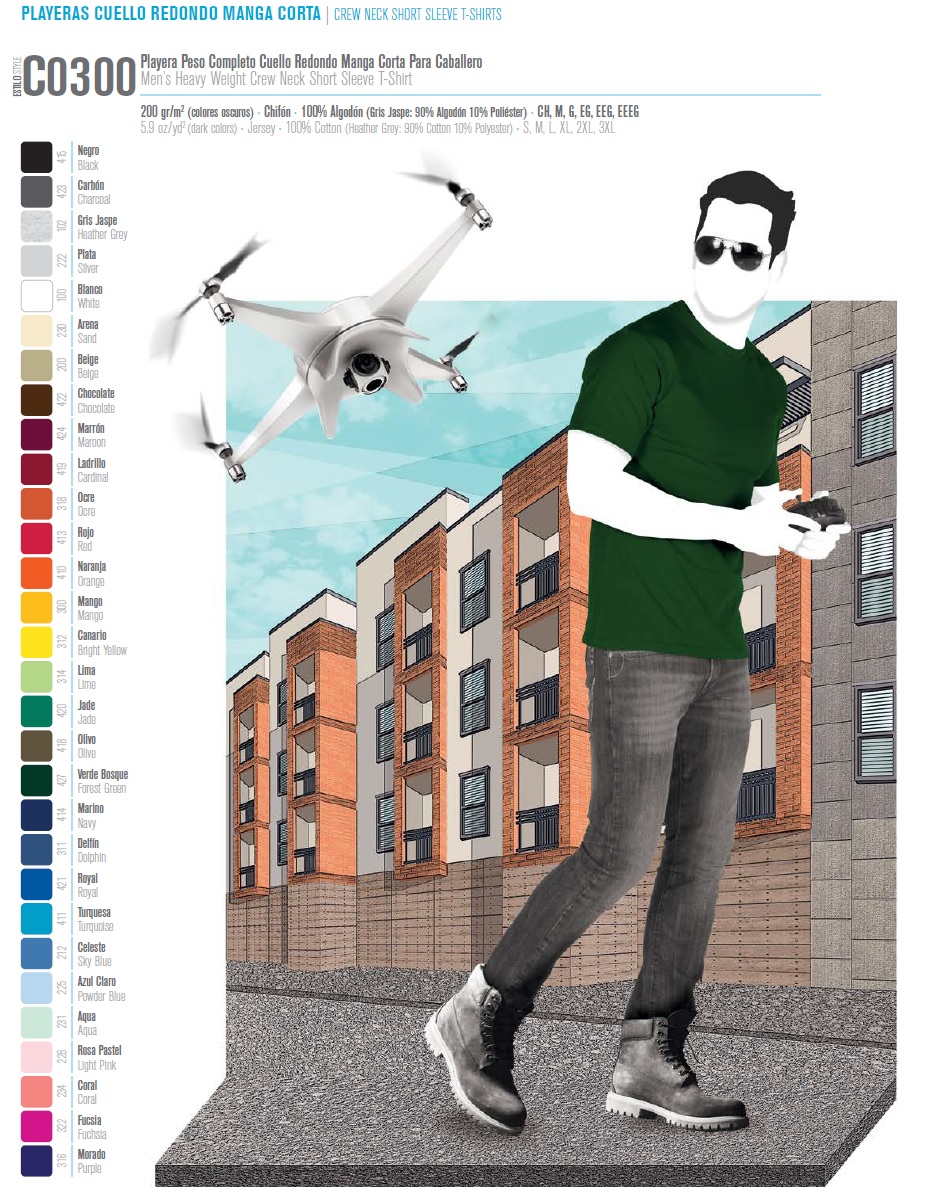 PLAYERAS CUELLO REDONDO MANGA CORTA | CREW NECK SHORT SLEEVE T-SHIRTS
ESTILO STYLE
C0300
Playera Peso Completo Cuello Redondo Manga Corta Para Caballero
Men's Heavy Weight Crew Neck Short Sleeve T-Shirt
200 gr/m² (colores oscuros) · Chifón · 100% Algodón (Gris Jaspe: 90% Algodón 10% Poliéster) · CH, M, G, EG, EEG, EEEG
5.9 oz/yd² (dark colors) · Jersey · 100% Cotton (Heather Grey: 90% Cotton 10% Polyester) · S, M, L, XL, 2XL, 3XL
415 Negro
Black
423 Carbón
Charcoal
102 Gris Jaspe
Heather Grey
222 Plata
Silver
100 Blanco
White
230 Arena
Sand
200 Beige
Beige
422 Chocolate
Chocolate
424 Marrón
Maroon
419 Ladrillo
Cardinal
318 Ocre
Ocre
413 Rojo
Red
410 Naranja
Orange
300 Mango
Mango
312 Canario
Bright Yellow
314 Lima
Lime
420 Jade
Jade
418 Olivo
Olive
427 Verde Bosque
Forest Green
414 Marino
Navy
311 Delfín
Dolphin
421 Royal
Royal
411 Turquesa
Turquoise
212 Celeste
Sky Blue
225 Azul Claro
Powder Blue
231 Aqua
Aqua
228 Rosa Pastel
Light Pink
234 Coral
Coral
322 Fucsia
Fuchsia
316 Morado
Purple